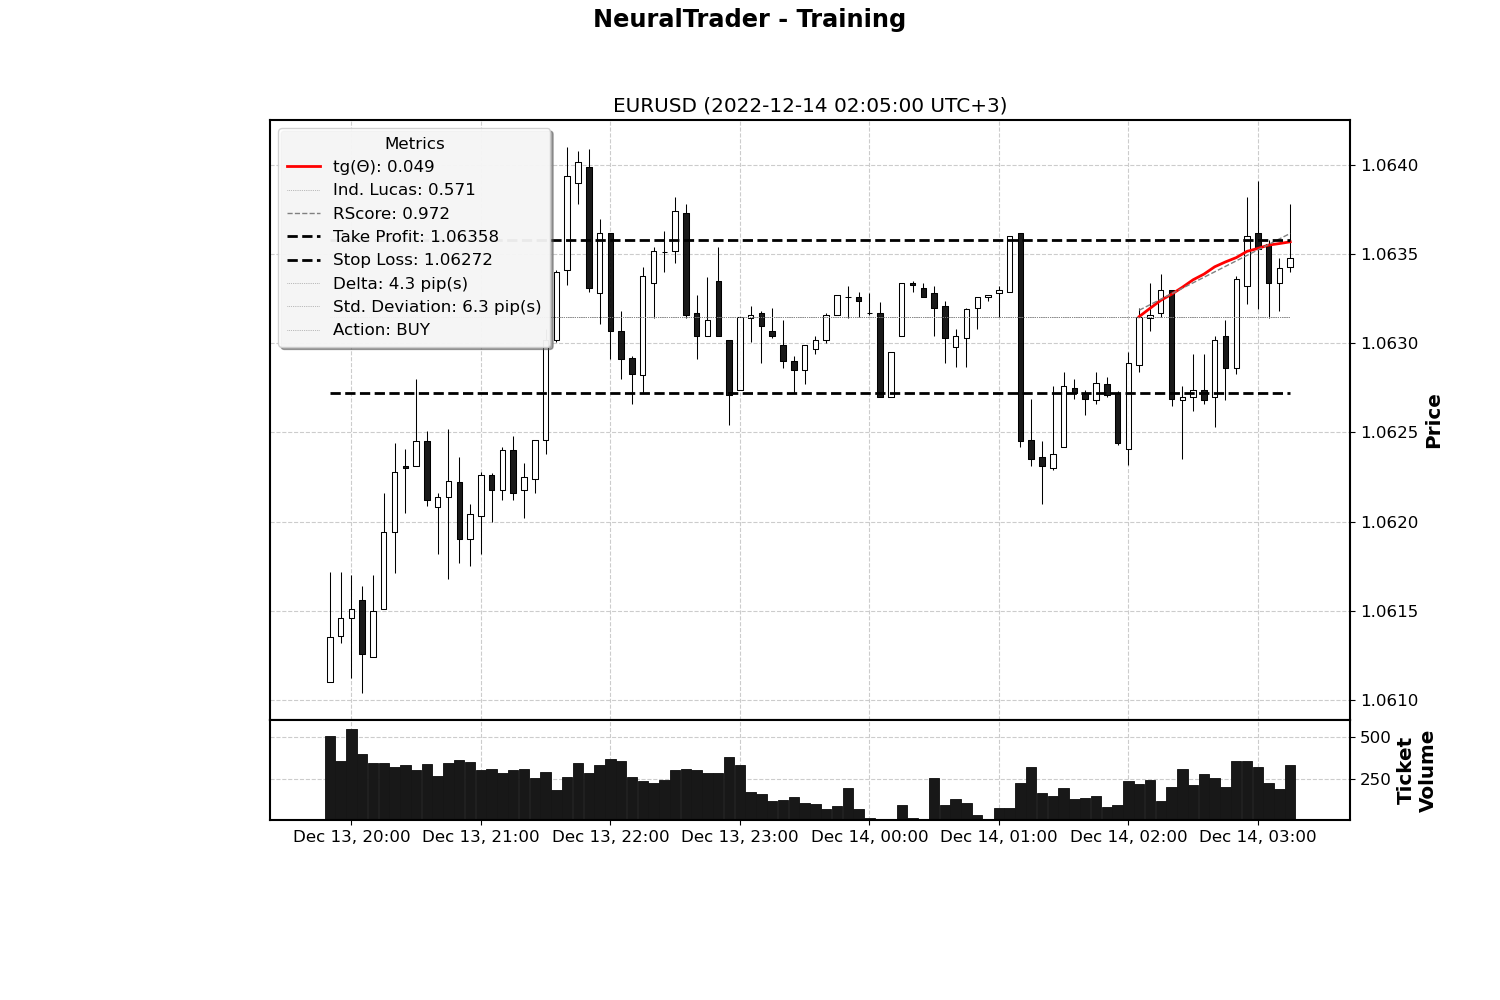 NeuralTrader - Training
EURUSD (2022-12-14 02:05:00 UTC+3)
Metrics
tg(Θ): 0.049
Ind. Lucas: 0.571
RScore: 0.972
Take Profit: 1.06358
Stop Loss: 1.06272
Delta: 4.3 pip(s)
Std. Deviation: 6.3 pip(s)
Action: BUY
1.0640
1.0635
1.0630
1.0625
1.0620
1.0615
1.0610
Price
500
250
Ticket
Volume
Dec 13, 20:00 Dec 13, 21:00 Dec 13, 22:00 Dec 13, 23:00 Dec 14, 00:00 Dec 14, 01:00 Dec 14, 02:00 Dec 14, 03:00